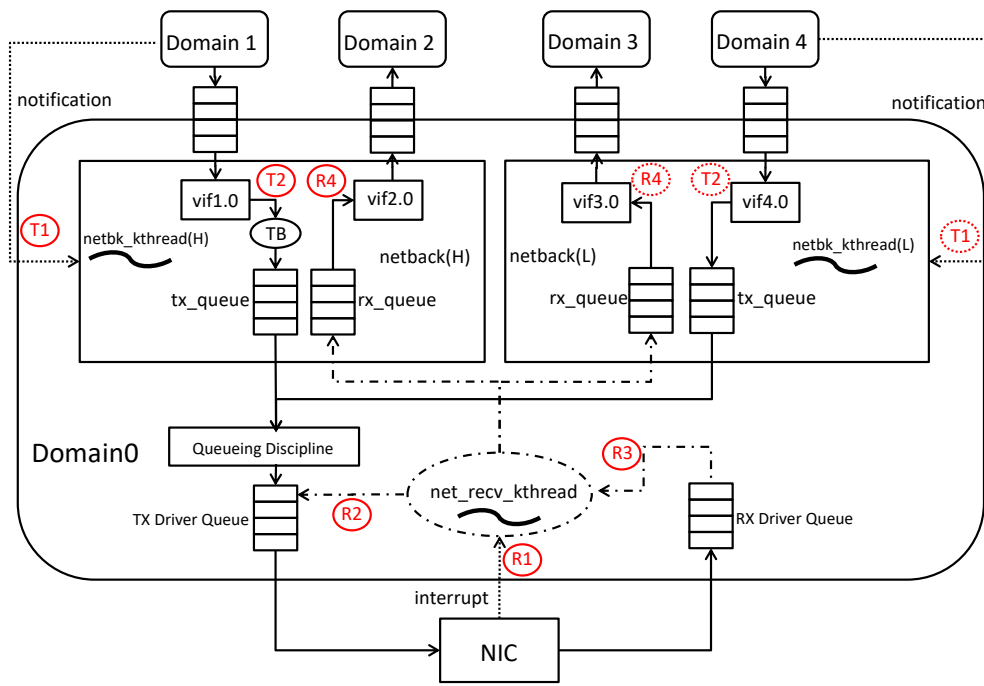 Domain 1
Domain 2
Domain 3
Domain 4
notification
notification
T2
R4
R4
T2
vif1.0
vif2.0
vif3.0
vif4.0
T1
TB
T1
netbk_kthread(H)
netback(H)
netback(L)
netbk_kthread(L)
tx_queue
rx_queue
rx_queue
tx_queue
Domain0
Queueing Discipline
R3
net_recv_kthread
TX Driver Queue
R2
RX Driver Queue
R1
interrupt
NIC